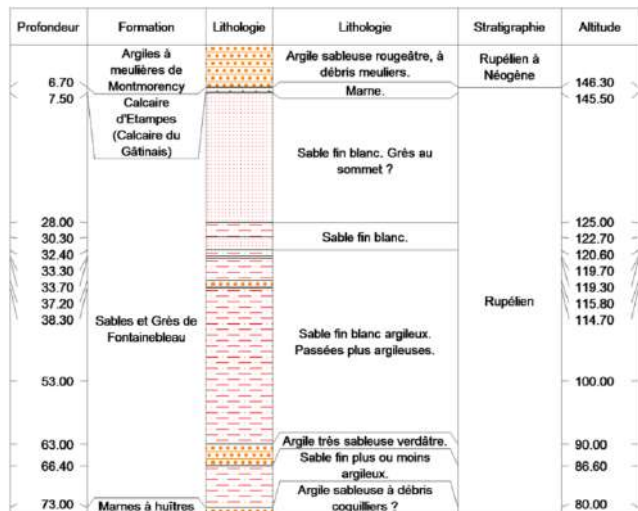 Profondeur Formation Lithologie Lithologie Stratigraphie Altitude
Argiles à
meulières de
Montmorency
Argile sableuse rougeâtre, à
débris meuliers.
Rupélien à
Néogène
6.70
146.30
Marne.
7.50
145.50
Calcaire
d'Etampes
(Calcaire du
Gâtinais)
Sable fin blanc. Grès au
sommet ?
28.00
125.00
30.30
Sable fin blanc.
122.70
32.40
120.60
33.30
119.70
33.70
119.30
37.20
115.80
38.30
114.70
Sables et Grès de
Fontainebleau
Sable fin blanc argileux.
Passées plus argileuses.
Rupélien
53.00
100.00
63.00
Argile très sableuse verdâtre.
90.00
66.40
Sable fin plus ou moins
argileux.
86.60
73.00
Marnes à huîtres
Argile sableuse à débris
coquilliers ?
80.00